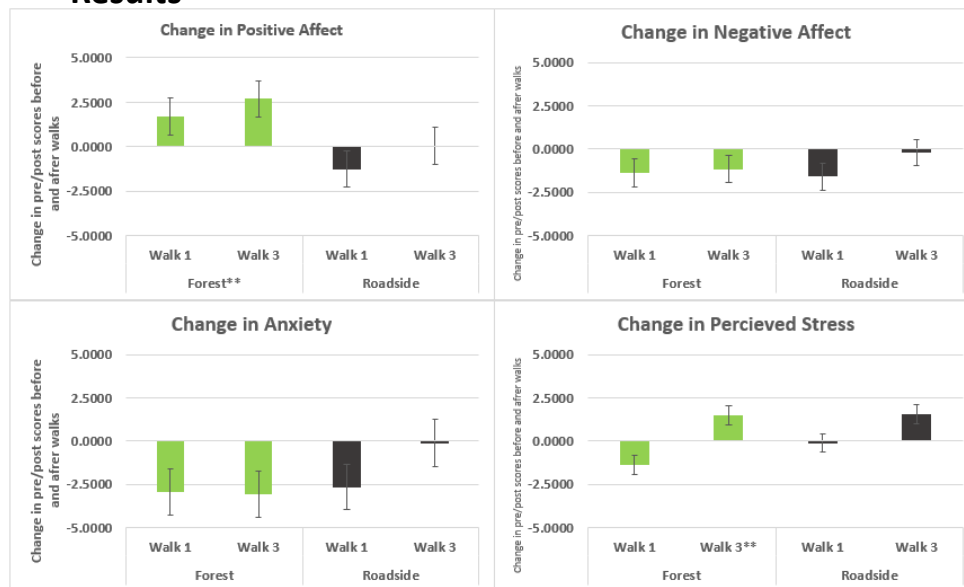 Results
Change in Positive Affect
Change in pre/post scores before
and afrer walks
5.0000
2.5000
0.0000
-2.5000
-5.0000
Walk 1 Walk 3 Walk 1 Walk 3
Forest** Roadside
Change in Negative Affect
Change in pre/post scores before and afrer walks
5.0000
2.5000
0.0000
-2.5000
-5.0000
Walk 1 Walk 3 Walk 1 Walk 3
Forest Roadside
Change in Anxiety
Change in pre/post scores before
and afrer walks
5.0000
2.5000
0.0000
-2.5000
-5.0000
Walk 1 Walk 3 Walk 1 Walk 3
Forest Roadside
Change in Percieved Stress
Change in pre/post scores before and afrer walks
5.0000
2.5000
0.0000
-2.5000
-5.0000
Walk 1 Walk 3** Walk 1 Walk 3
Forest Roadside